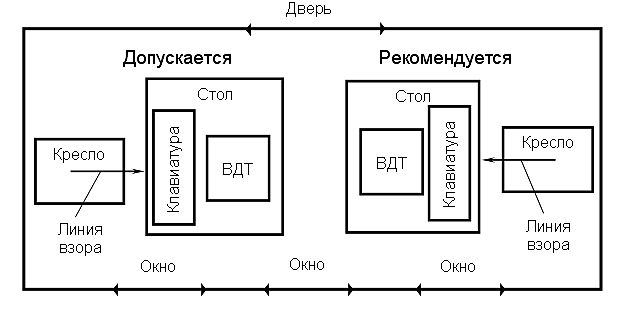 Дверь
Допускается
Рекомендуется
Стол
Стол
Кресло
Клавиатура
ВДТ
ВДТ
Клавиатура
Кресло
Линия
взора
Линия
взора
Окно
Окно
Окно